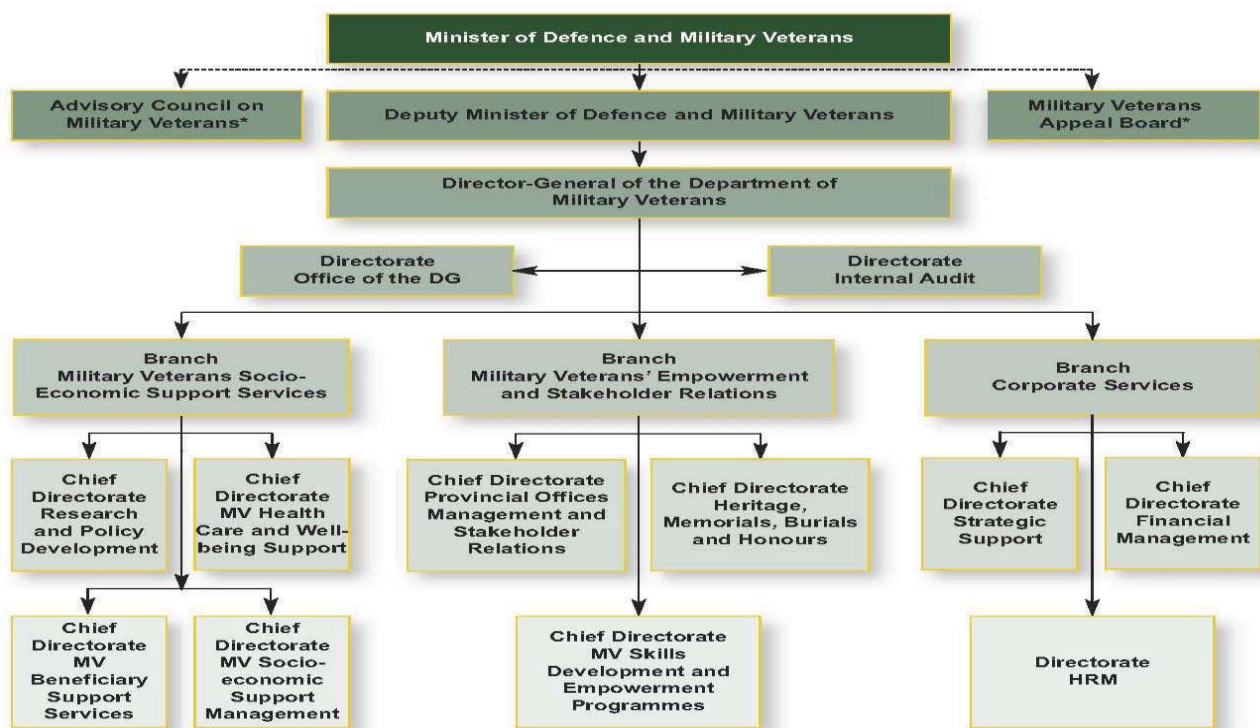 Minister of Defence and Military Veterans
Advisory Council on
Military Veterans*
Deputy Minister of Defence and Military Veterans
Military Veterans
Appeal Board*
Director-General of the Department of
Military Veterans
Directorate
Office of the DG
Directorate
Internal Audit
Branch
Military Veterans Socio-
Economic Support Services
Branch
Military Veterans' Empowerment
and Stakeholder Relations
Branch
Corporate Services
Chief
Directorate
Research
and Policy
Development
Chief
Directorate
MV Health
Care and Well-
being Support
Chief Directorate
Provincial Offices
Management and
Stakeholder
Relations
Chief Directorate
Heritage,
Memorials, Burials
and Honours
Chief
Directorate
Strategic
Support
Chief
Directorate
Financial
Management
Chief
Directorate
MV
Beneficiary
Support
Services
Chief
Directorate
MV Socio-
economic
Support
Management
Chief Directorate
MV Skills
Development and
Empowerment
Programmes
Directorate
HRM